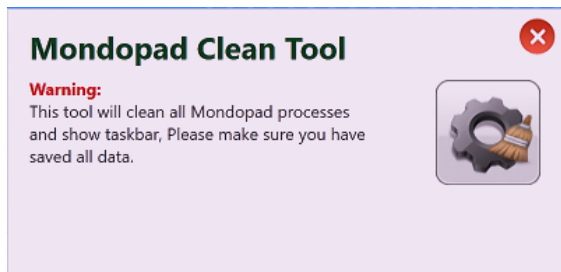 Mondopad Clean Tool
Warning:
This tool will clean all Mondopad processes
and show taskbar, Please make sure you have
saved all data.